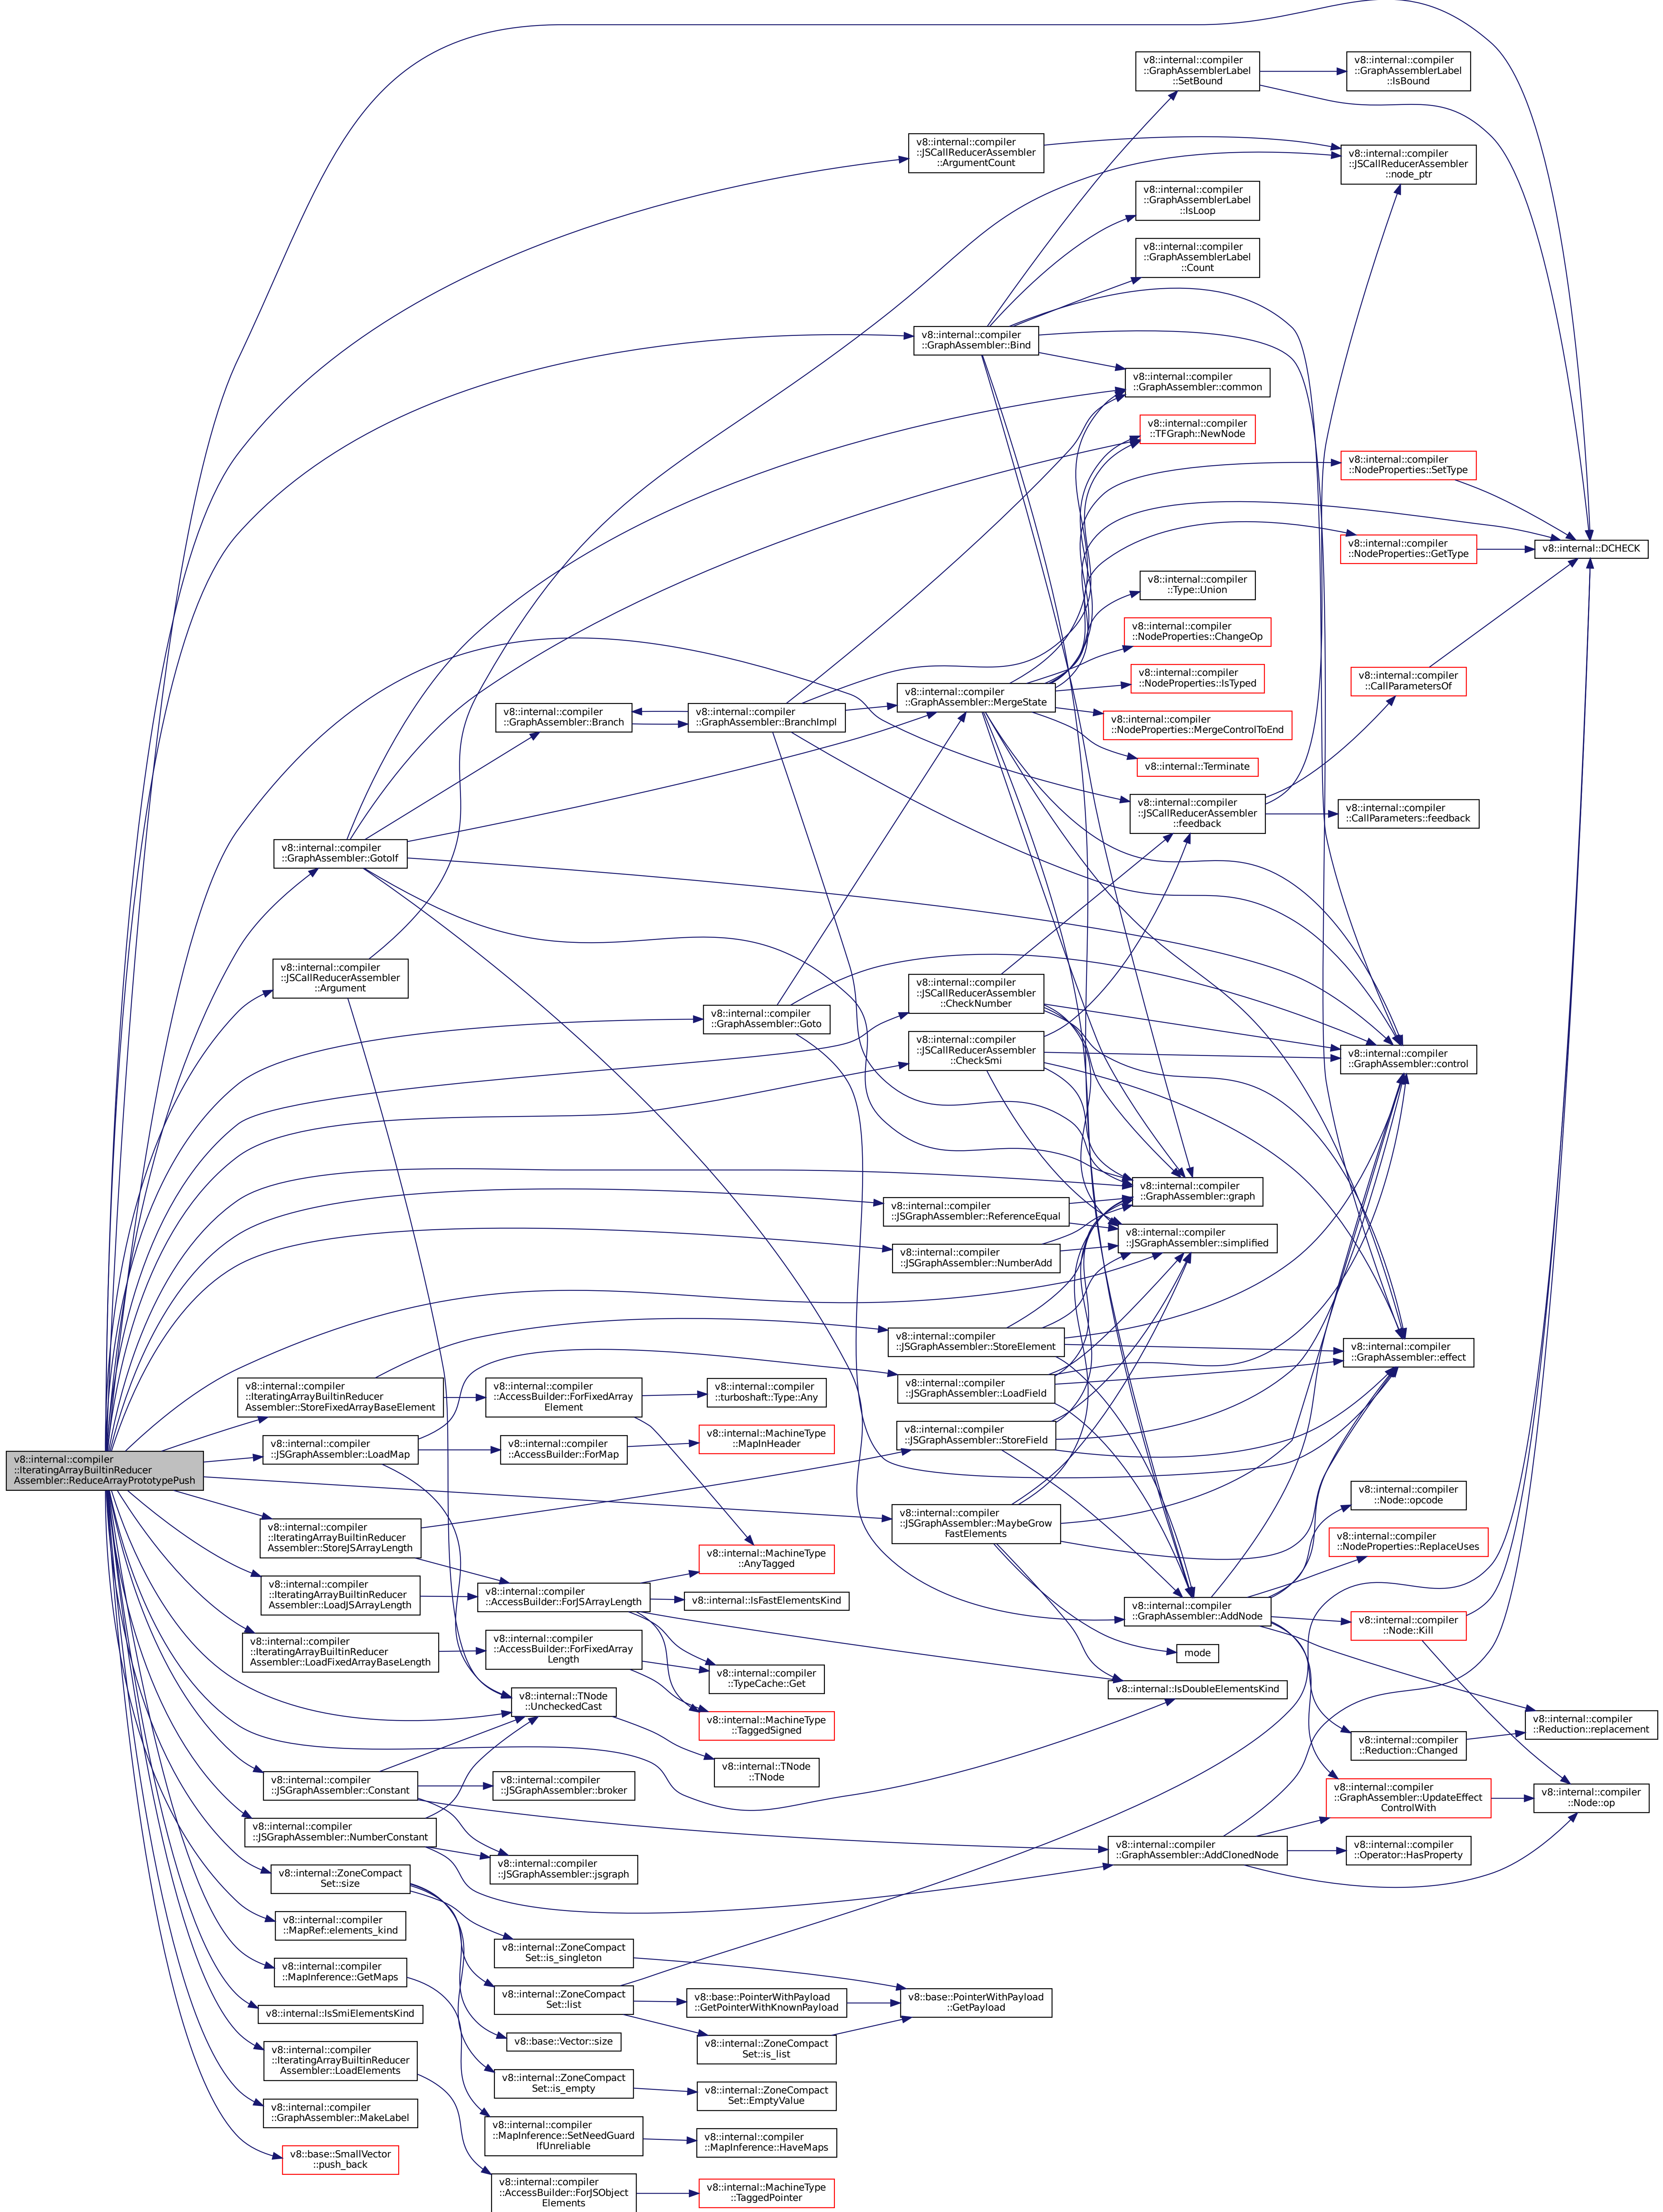 v8::internal::compiler
::GraphAssemblerLabel
::SetBound
v8::internal::compiler
::GraphAssemblerLabel
::IsBound
v8::internal::compiler
::JSCallReducerAssembler
::ArgumentCount
v8::internal::compiler
::JSCallReducerAssembler
::node_ptr
v8::internal::compiler
::GraphAssemblerLabel
::IsLoop
v8::internal::compiler
::GraphAssemblerLabel
::Count
v8::internal::compiler
::GraphAssembler::Bind
v8::internal::compiler
::GraphAssembler::common
v8::internal::compiler
::TFGraph::NewNode
v8::internal::compiler
::NodeProperties::SetType
v8::internal::compiler
::NodeProperties::GetType
v8::internal::DCHECK
v8::internal::compiler
::Type::Union
v8::internal::compiler
::NodeProperties::ChangeOp
v8::internal::compiler
::NodeProperties::IsTyped
v8::internal::compiler
::CallParametersOf
v8::internal::compiler
::GraphAssembler::Branch
v8::internal::compiler
::GraphAssembler::BranchImpl
v8::internal::compiler
::GraphAssembler::MergeState
v8::internal::compiler
::NodeProperties::MergeControlToEnd
v8::internal::Terminate
v8::internal::compiler
::JSCallReducerAssembler
::feedback
v8::internal::compiler
::CallParameters::feedback
v8::internal::compiler
::GraphAssembler::GotoIf
v8::internal::compiler
::JSCallReducerAssembler
::Argument
v8::internal::compiler
::GraphAssembler::Goto
v8::internal::compiler
::JSCallReducerAssembler
::CheckNumber
v8::internal::compiler
::JSCallReducerAssembler
::CheckSmi
v8::internal::compiler
::GraphAssembler::control
v8::internal::compiler
::GraphAssembler::graph
v8::internal::compiler
::JSGraphAssembler::ReferenceEqual
v8::internal::compiler
::JSGraphAssembler::simplified
v8::internal::compiler
::JSGraphAssembler::NumberAdd
v8::internal::compiler
::JSGraphAssembler::StoreElement
v8::internal::compiler
::GraphAssembler::effect
v8::internal::compiler
::IteratingArrayBuiltinReducer
Assembler::StoreFixedArrayBaseElement
v8::internal::compiler
::AccessBuilder::ForFixedArray
Element
v8::internal::compiler
::turboshaft::Type::Any
v8::internal::compiler
::JSGraphAssembler::LoadField
v8::internal::compiler
::JSGraphAssembler::LoadMap
v8::internal::compiler
::AccessBuilder::ForMap
v8::internal::MachineType
::MapInHeader
v8::internal::compiler
::JSGraphAssembler::StoreField
v8::internal::compiler
::IteratingArrayBuiltinReducer
Assembler::ReduceArrayPrototypePush
v8::internal::compiler
::Node::opcode
v8::internal::compiler
::JSGraphAssembler::MaybeGrow
FastElements
v8::internal::compiler
::NodeProperties::ReplaceUses
v8::internal::compiler
::IteratingArrayBuiltinReducer
Assembler::StoreJSArrayLength
v8::internal::MachineType
::AnyTagged
v8::internal::compiler
::IteratingArrayBuiltinReducer
Assembler::LoadJSArrayLength
v8::internal::compiler
::AccessBuilder::ForJSArrayLength
v8::internal::IsFastElementsKind
v8::internal::compiler
::GraphAssembler::AddNode
v8::internal::compiler
::Node::Kill
v8::internal::compiler
::IteratingArrayBuiltinReducer
Assembler::LoadFixedArrayBaseLength
v8::internal::compiler
::AccessBuilder::ForFixedArray
Length
mode
v8::internal::compiler
::TypeCache::Get
v8::internal::IsDoubleElementsKind
v8::internal::TNode
::UncheckedCast
v8::internal::MachineType
::TaggedSigned
v8::internal::compiler
::Reduction::replacement
v8::internal::compiler
::Reduction::Changed
v8::internal::TNode
::TNode
v8::internal::compiler
::JSGraphAssembler::Constant
v8::internal::compiler
::JSGraphAssembler::broker
v8::internal::compiler
::GraphAssembler::UpdateEffect
ControlWith
v8::internal::compiler
::Node::op
v8::internal::compiler
::JSGraphAssembler::NumberConstant
v8::internal::compiler
::GraphAssembler::AddClonedNode
v8::internal::compiler
::Operator::HasProperty
v8::internal::compiler
::JSGraphAssembler::jsgraph
v8::internal::ZoneCompact
Set::size
v8::internal::compiler
::MapRef::elements_kind
v8::internal::ZoneCompact
Set::is_singleton
v8::internal::compiler
::MapInference::GetMaps
v8::internal::ZoneCompact
Set::list
v8::base::PointerWithPayload
::GetPointerWithKnownPayload
v8::base::PointerWithPayload
::GetPayload
v8::internal::IsSmiElementsKind
v8::base::Vector::size
v8::internal::ZoneCompact
Set::is_list
v8::internal::compiler
::IteratingArrayBuiltinReducer
Assembler::LoadElements
v8::internal::ZoneCompact
Set::is_empty
v8::internal::ZoneCompact
Set::EmptyValue
v8::internal::compiler
::GraphAssembler::MakeLabel
v8::internal::compiler
::MapInference::SetNeedGuard
IfUnreliable
v8::internal::compiler
::MapInference::HaveMaps
v8::base::SmallVector
::push_back
v8::internal::compiler
::AccessBuilder::ForJSObject
Elements
v8::internal::MachineType
::TaggedPointer